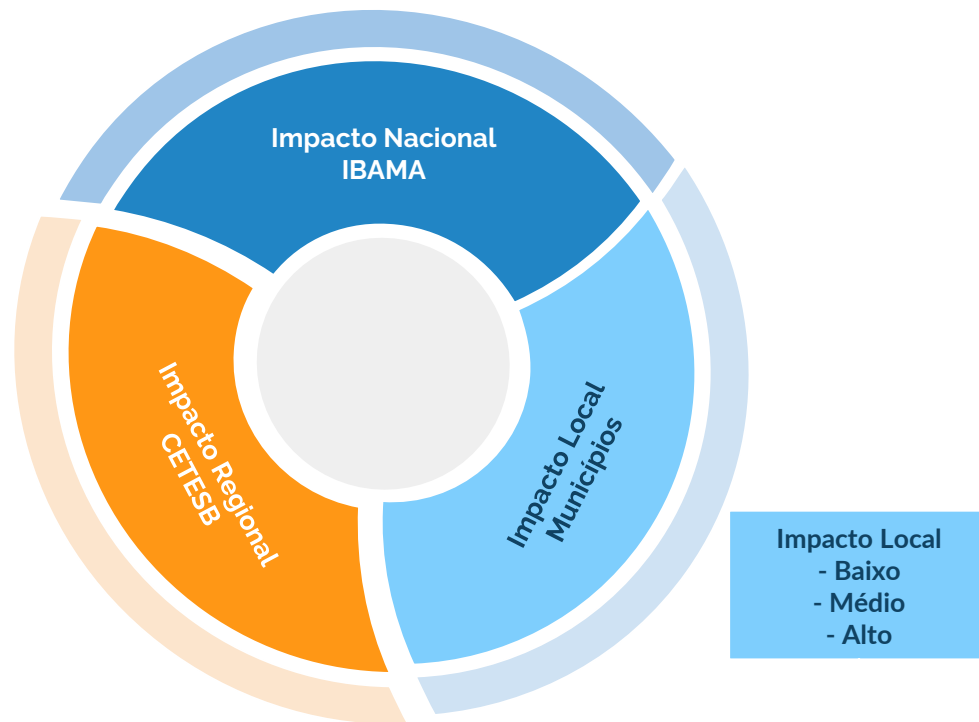 Impacto Nacional
IBAMA
Impacto Regional
CETESB
Impacto Local
Municípios
Impacto Local
- Baixo
- Médio
- Alto